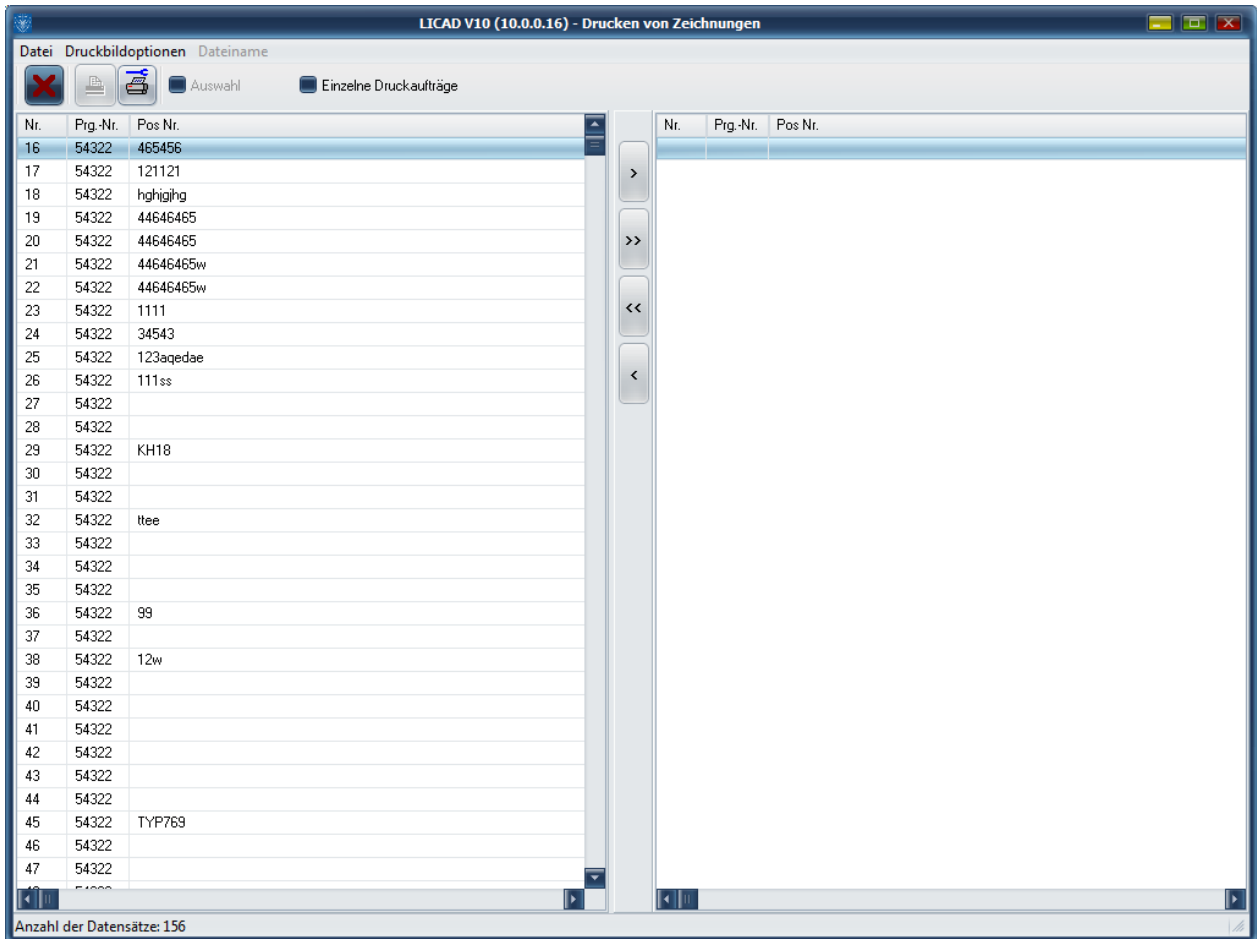 LICAD V10 (10.0.0.16) - Drucken von Zeichnungen
Datei Druckbildoptionen Dateiname
Auswahl Einzelne Druckaufträge
Nr. Prg.-Nr. Pos Nr.
16 54322 465456
17 54322 121121
18 54322 hghjgjhg
19 54322 44646465
20 54322 44646465
21 54322 44646465w
22 54322 44646465w
23 54322 1111
24 54322 34543
25 54322 123aqedae
26 54322 111ss
27 54322
28 54322
29 54322 KH18
30 54322
31 54322
32 54322 ttee
33 54322
34 54322
35 54322
36 54322 99
37 54322
38 54322 12w
39 54322
40 54322
41 54322
42 54322
43 54322
44 54322
45 54322 TYP769
46 54322
47 54322
>
>>
<<
<
Nr. Prg.-Nr. Pos Nr.
Anzahl der Datensätze: 156